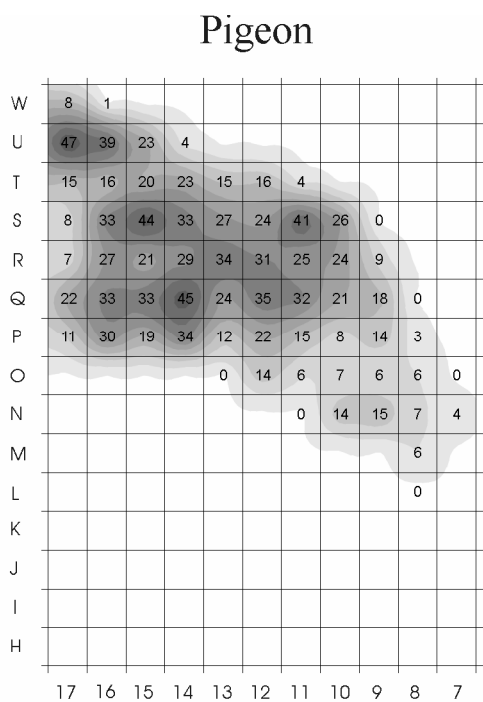 Pigeon
W 8 1
U 47 39 23 4
T 15 16 20 23 15 16 4
S 8 33 44 33 27 24 41 26 0
R 7 27 21 29 34 31 25 24 9
Q 22 33 33 45 24 35 32 21 18 0
P 11 30 19 34 12 22 15 8 14 3
O 0 14 6 7 6 6 0
N 0 14 15 7 4
M 6
L 0
K
J
I
H
17 16 15 14 13 12 11 10 9 8 7